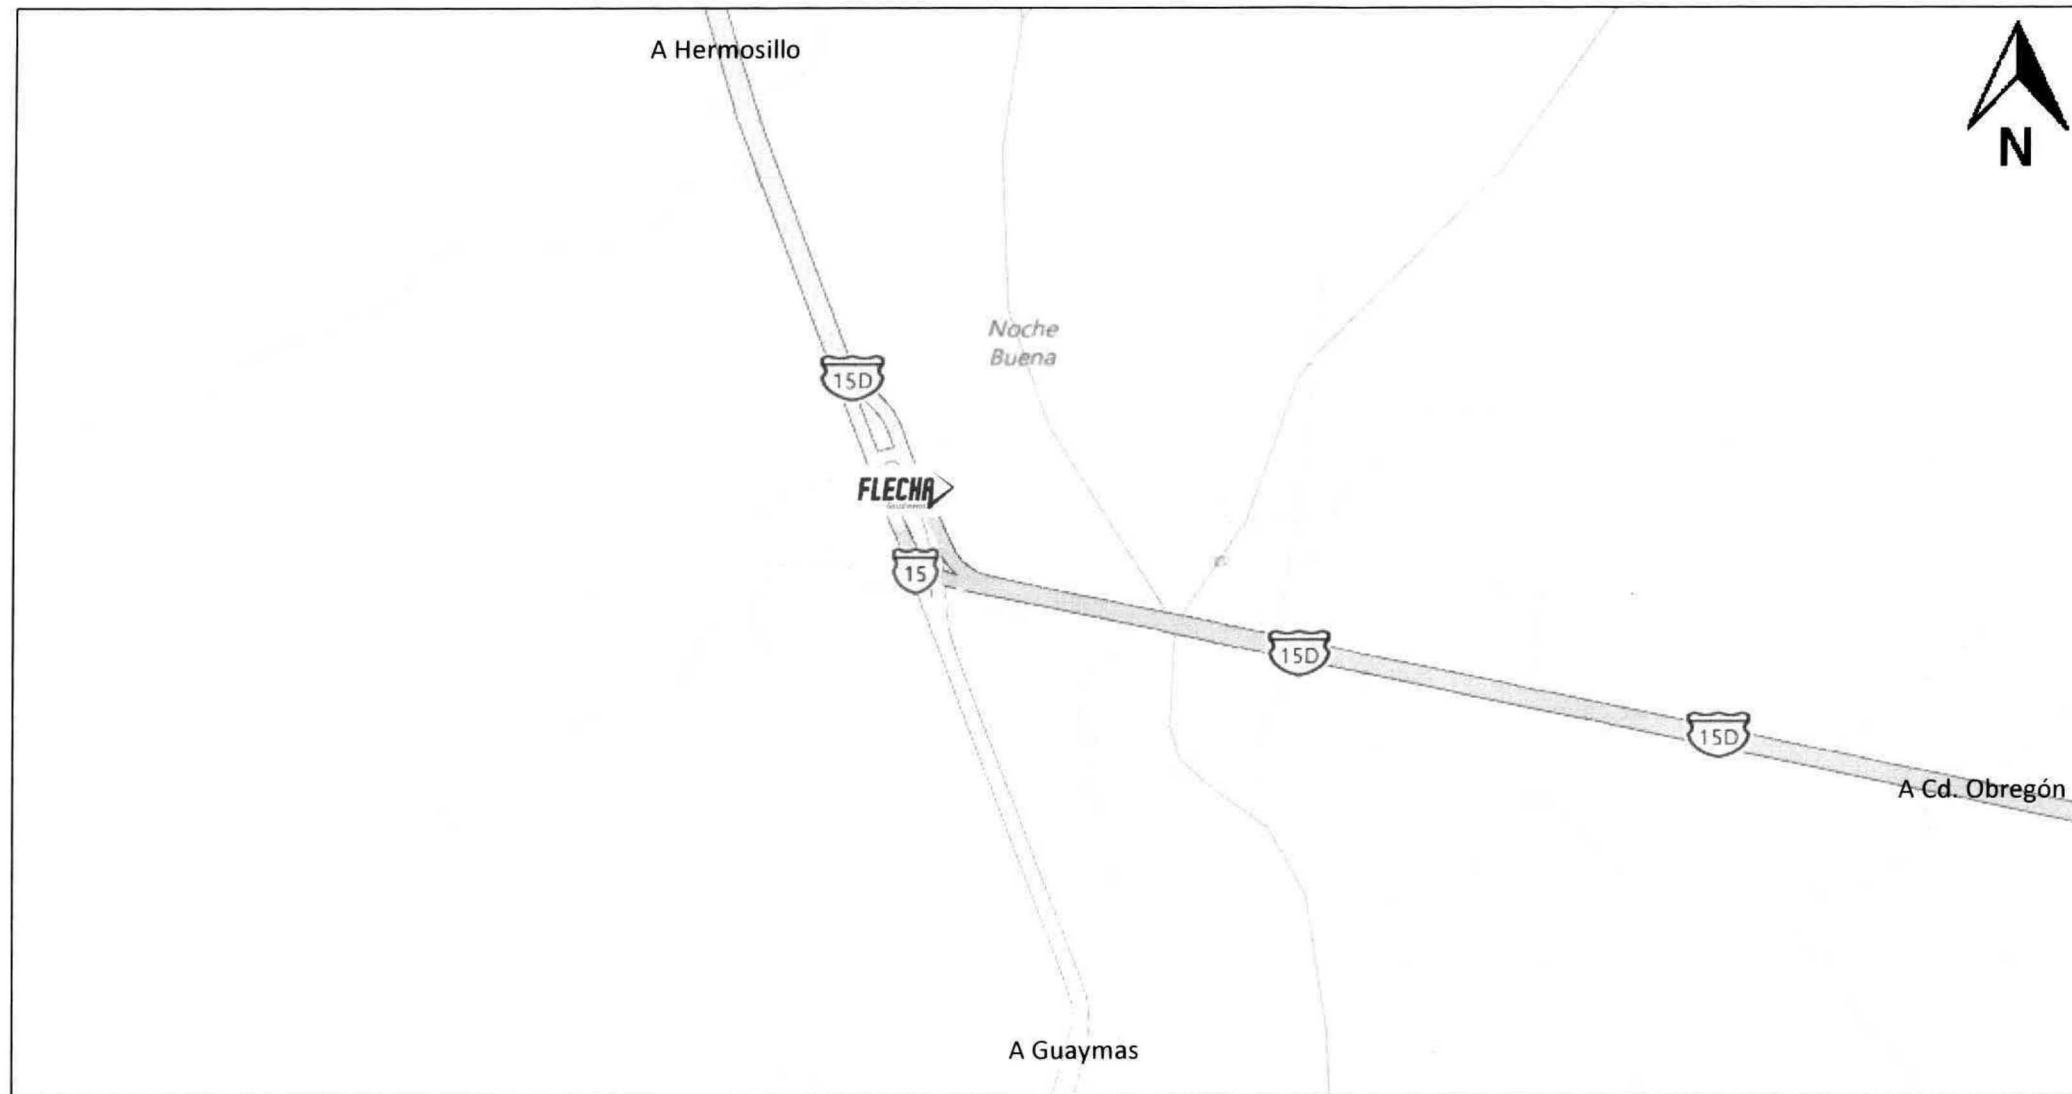 A Hermosillo
N
Noche
Buena
15D
FLECHA
15
15D
15D
A Cd. Obregón
A Guaymas